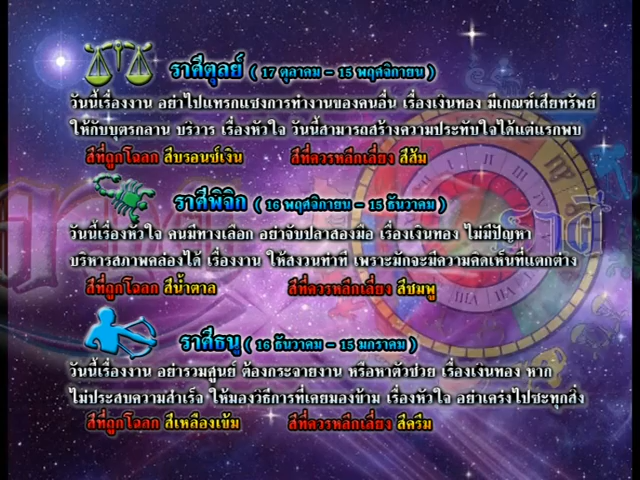 ราศีตุลย์ ( 17 ตุลาคม - 15 พฤศจิกายน )
วันนี้เรื่องงาน อย่าไปแทรกแซงการทำงานของคนอื่น เรื่องเงินทอง มีเกณฑ์เสียทรัพย์
ให้กับบุตรกลาน บริวาร เรื่องหัวใจ วันนี้สามารถสร้างความประทับใจได้แต่แรกพบ
สีที่ถูกโฉลก สีบรอนซ์เงิน สีที่ควรหลีกเลี่ยง สีส้ม
ราศีพิจิก ( 16 พฤศจิกายน - 15 ธันวาคม )
วันนี้เรื่องหัวใจ คนมีทางเลือก อย่าจับปลาสองมือ เรื่องเงินทอง ไม่มีปัญหา
บริหารสภาพคล่องได้ เรื่องงาน ให้สงวนท่าที เพราะมักจะมีความคิดเห็นที่แตกต่าง
สีที่ถูกโฉลก สีน้ำตาล สีที่ควรหลีกเลี่ยง สีชมพู
ราศีธนู ( 16 ธันวาคม - 15 มกราคม )
วันนี้เรื่องงาน อย่ารวมศูนย์ ต้องกระจายงาน หรือหาตัวช่วย เรื่องเงินทอง หาก
ไม่ประสบความสำเร็จ ให้มองวิธีการที่เคยมองข้าม เรื่องหัวใจ อย่าเคร่งไปซะทุกสิ่ง
สีที่ถูกโฉลก สีเหลืองเข้ม สีที่ควรหลีกเลี่ยง สีครีม
ราศี